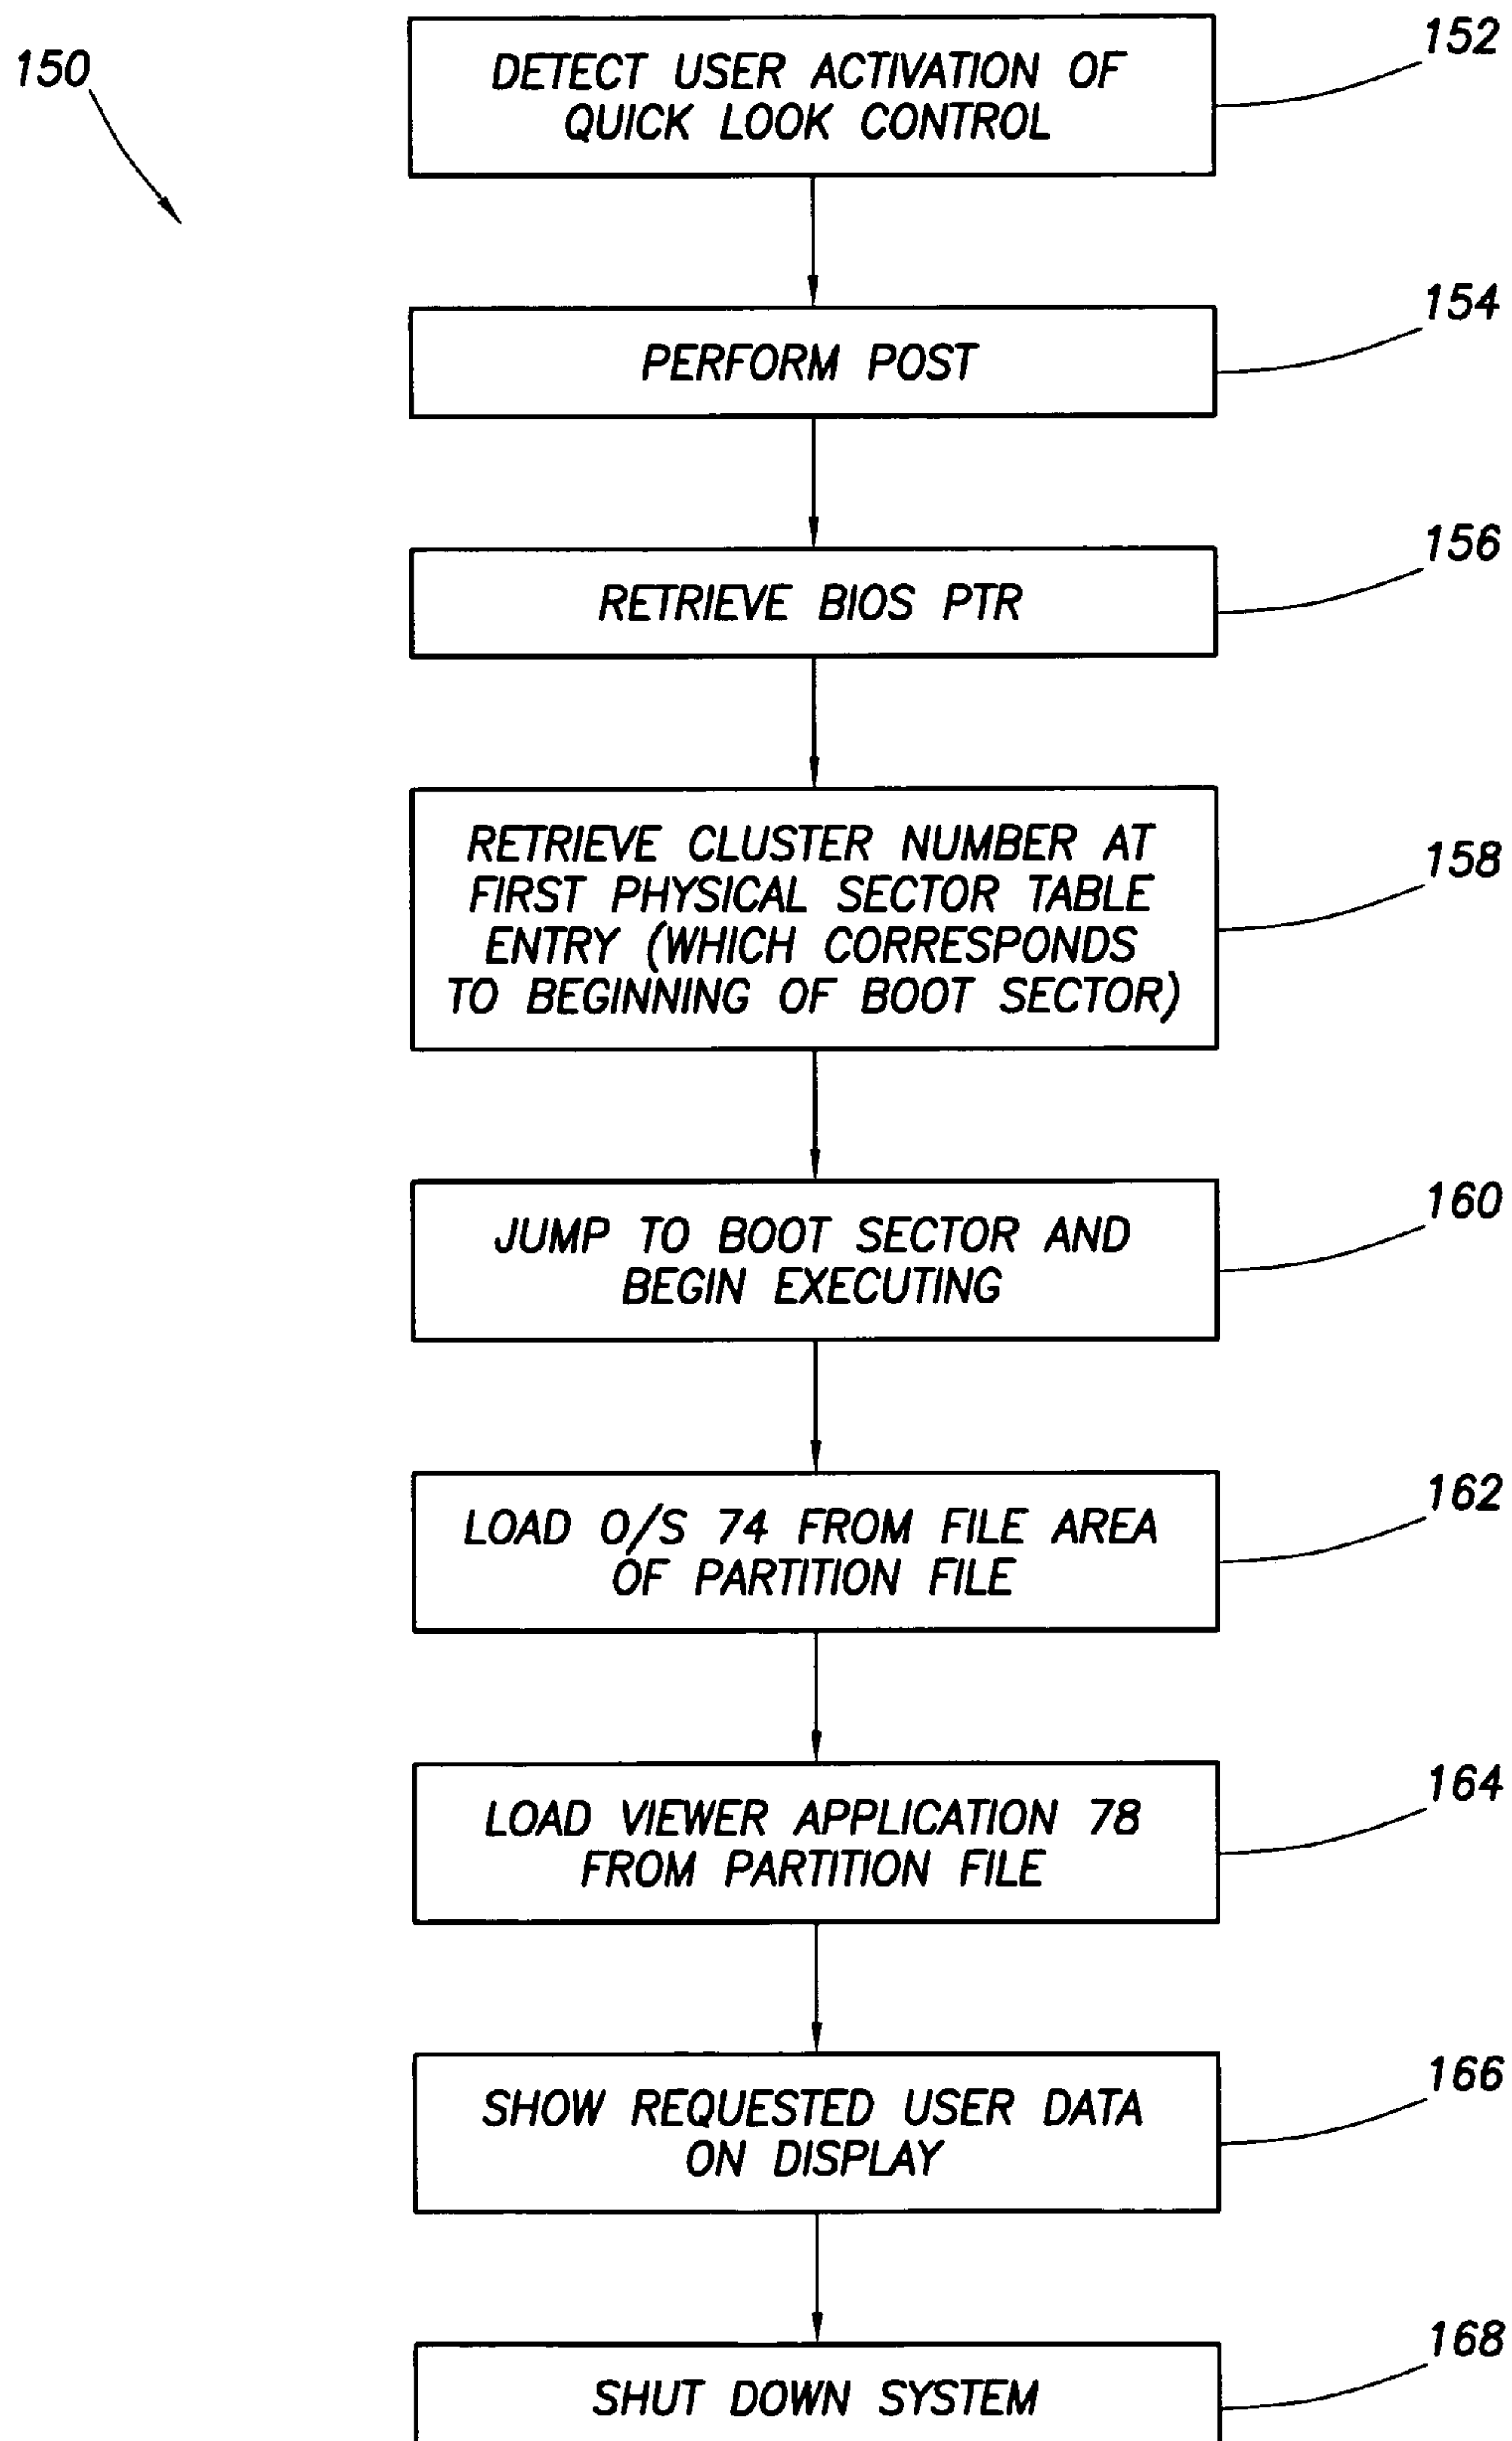 150
DETECT USER ACTIVATION OF
QUICK LOOK CONTROL
152
PERFORM POST
154
RETRIEVE BIOS PTR
156
RETRIEVE CLUSTER NUMBER AT
FIRST PHYSICAL SECTOR TABLE
ENTRY (WHICH CORRESPONDS
TO BEGINNING OF BOOT SECTOR)
158
JUMP TO BOOT SECTOR AND
BEGIN EXECUTING
160
LOAD O/S 74 FROM FILE AREA
OF PARTITION FILE
162
LOAD VIEWER APPLICATION 78
FROM PARTITION FILE
164
SHOW REQUESTED USER DATA
ON DISPLAY
166
SHUT DOWN SYSTEM
168